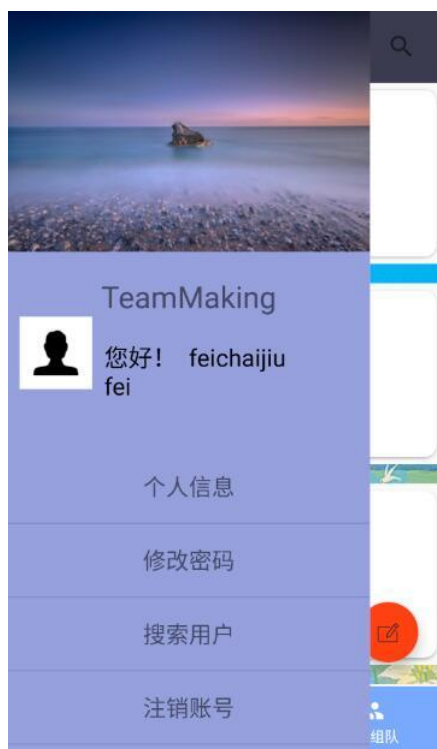 TeamMaking
您好！ feichaijiu
fei
个人信息
修改密码
搜索用户
注销账号
组队